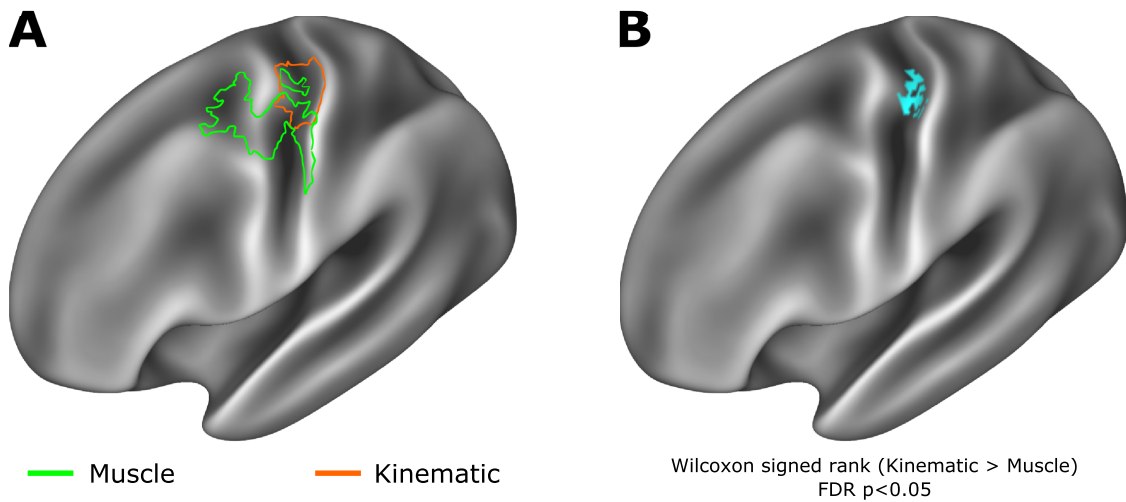 A
B
Muscle
Kinematic
Wilcoxon signed rank (Kinematic > Muscle)
FDR p<0.05